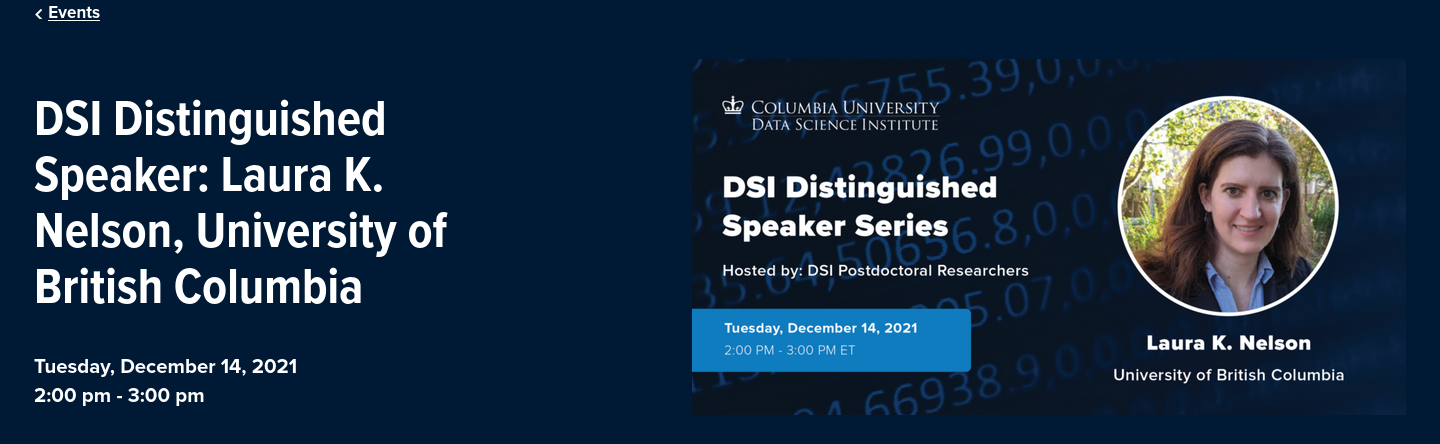 Events
DSI Distinguished
Speaker: Laura K.
Nelson, University of
British Columbia
Tuesday, December 14, 2021
2:00 pm - 3:00 pm
COLUMBIA UNIVERSITY
DATA SCIENCE INSTITUTE
DSI Distinguished
Speaker Series
Hosted by: DSI Postdoctoral Researchers
Tuesday, December 14, 2021
2:00 PM - 3:00 PM ET
Laura K. Nelson
University of British Columbia